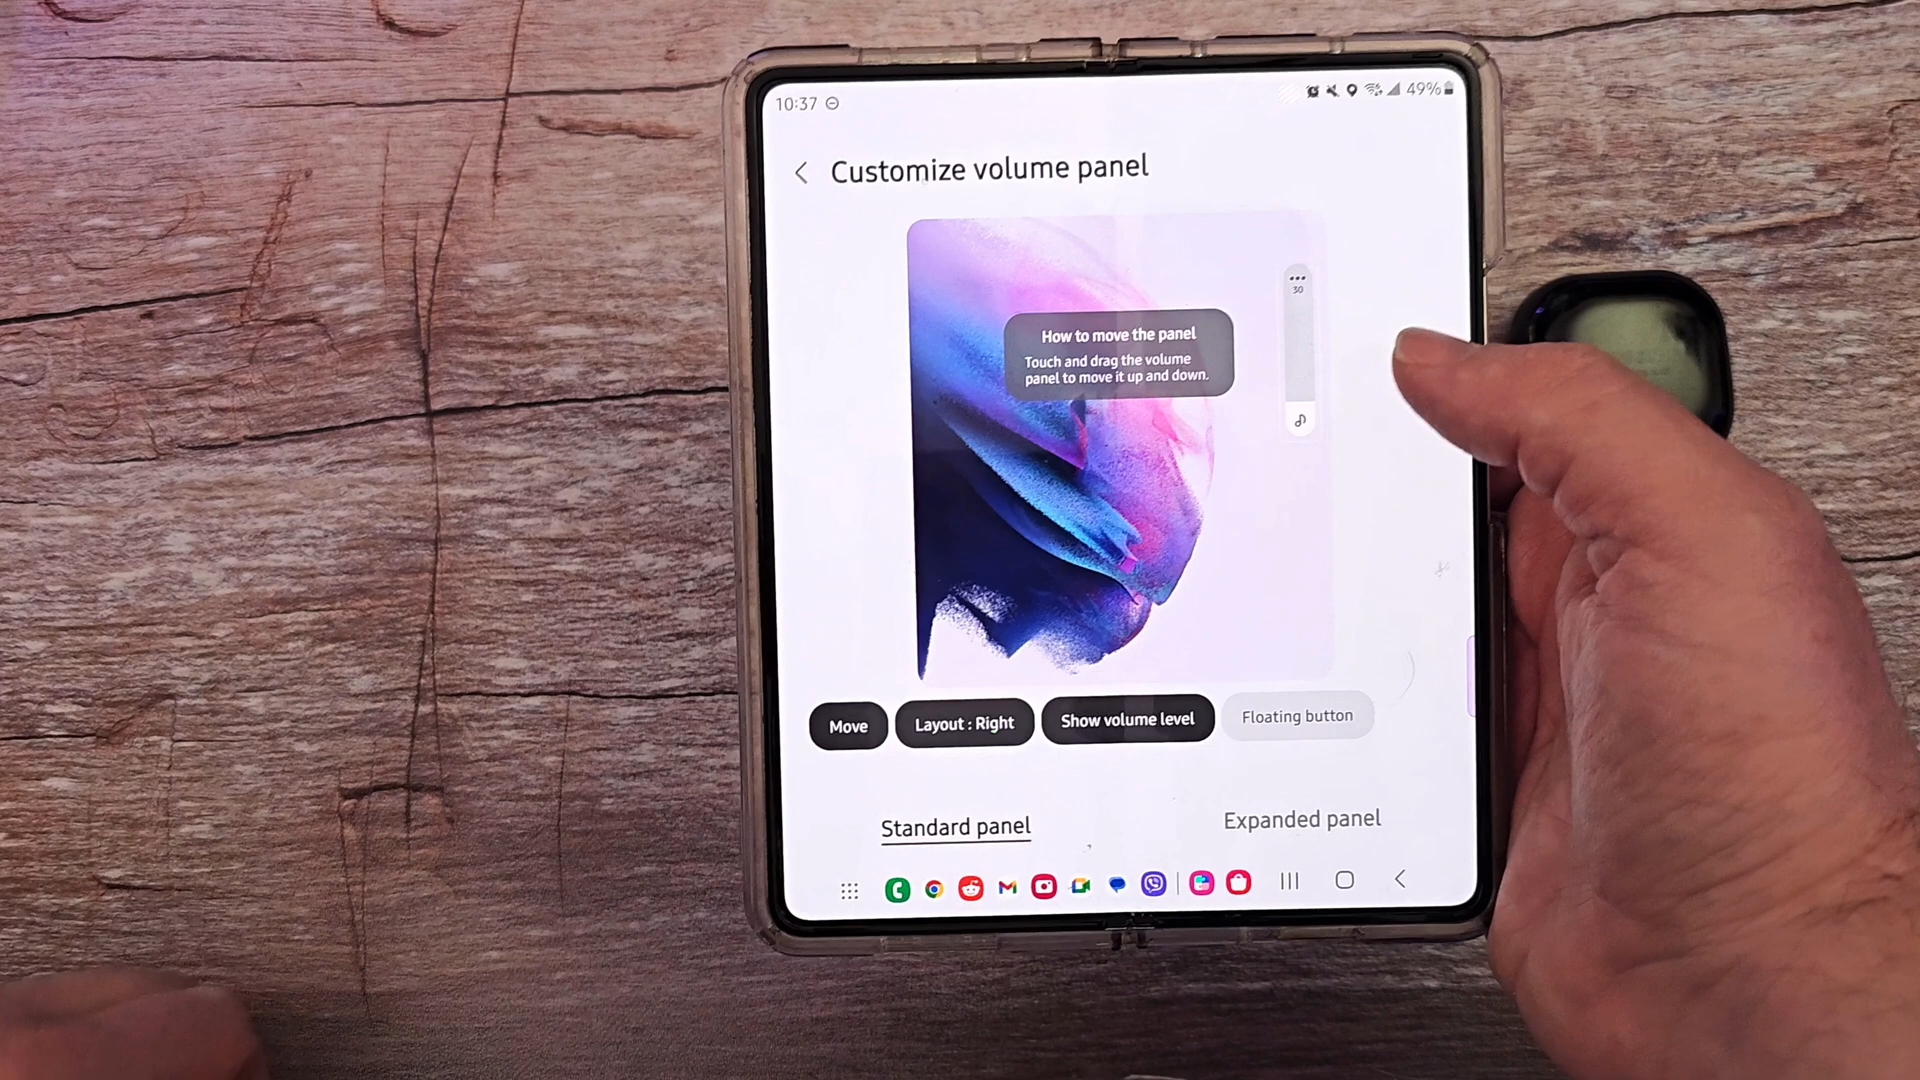 10:37
49%
Customize volume panel
30
How to move the panel
Touch and drag the volume
panel to move it up and down.
Move
Layout : Right
Show volume level
Floating button
Standard panel
Expanded panel